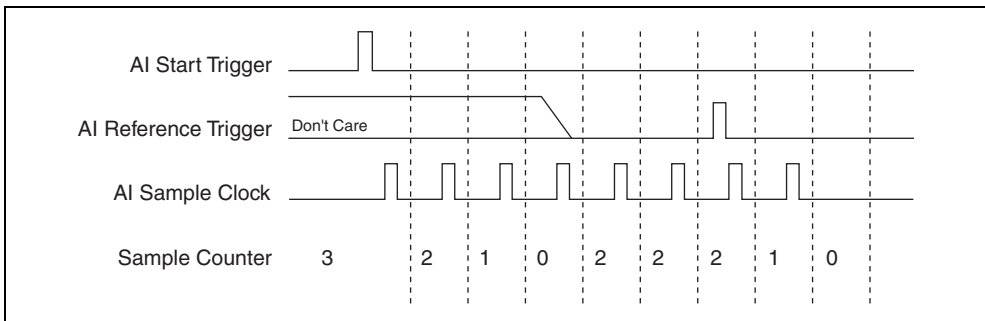 AI Start Trigger
AI Reference Trigger Don't Care
AI Sample Clock
Sample Counter 3 2 1 0 2 2 2 1 0